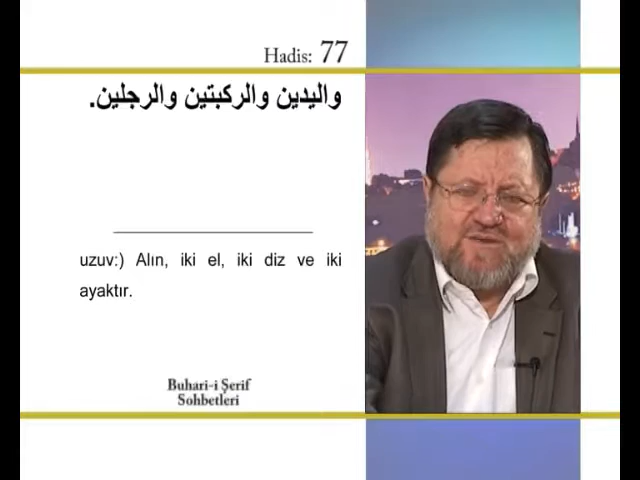 Hadis: 77
واليدين والركبتين والرجلين.
uzuv:) Alın, iki el, iki diz ve iki
ayaktır.
Buhari-i Şerif
Sohbetleri